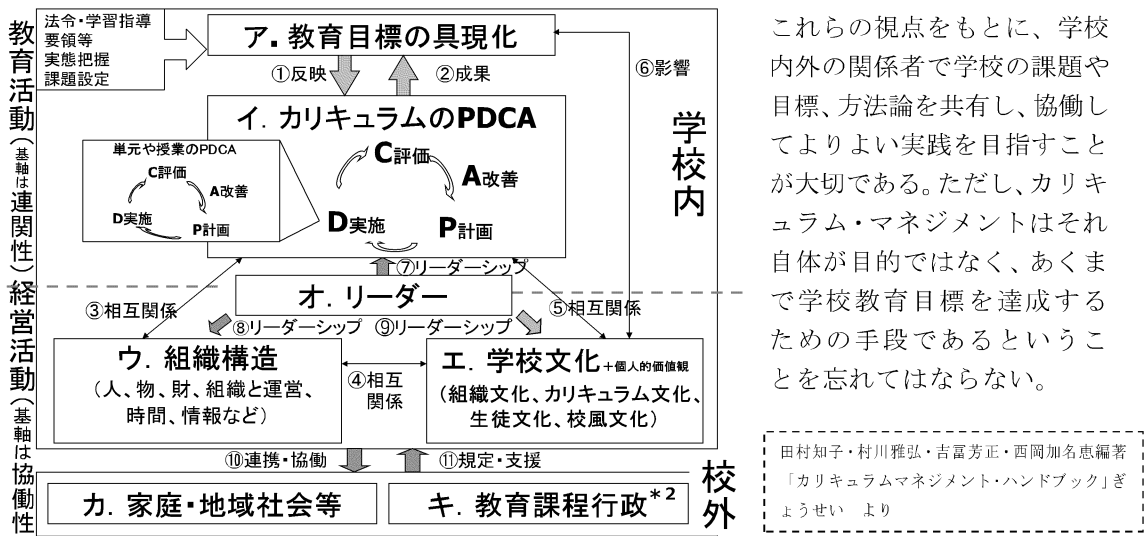 教育活動(基軸は連関性)
経営活動(基軸は協働性)
法令・学習指導
要領等
実態把握
課題設定
ア.教育目標の具現化
①反映
②成果
⑥影響
イ.カリキュラムのPDCA
C評価
A改善
D実施
P計画
単元や授業のPDCA
C評価
A改善
D実施
P計画
学校内
⑦リーダーシップ
オ.リーダー
③相互関係
⑧リーダーシップ
⑨リーダーシップ
⑤相互関係
ウ.組織構造
(人、物、財、組織と運営、
時間、情報など)
④相互
関係
エ.学校文化+個人的価値観
(組織文化、カリキュラム文化、
生徒文化、校風文化)
⑩連携・協働
⑪規定・支援
カ.家庭・地域社会等
キ.教育課程行政*2
校外
これらの視点をもとに、学校
内外の関係者で学校の課題や
目標、方法論を共有し、協働し
てよりよい実践を目指すこと
が大切である。ただし、カリキ
ュラム・マネジメントはそれ
自体が目的ではなく、あくま
で学校教育目標を達成する
ための手段であるというこ
とを忘れてはならない。
田村知子・村川雅弘・吉冨芳正・西岡加名恵編著
「カリキュラムマネジメント・ハンドブック」ぎ
ょうせい より